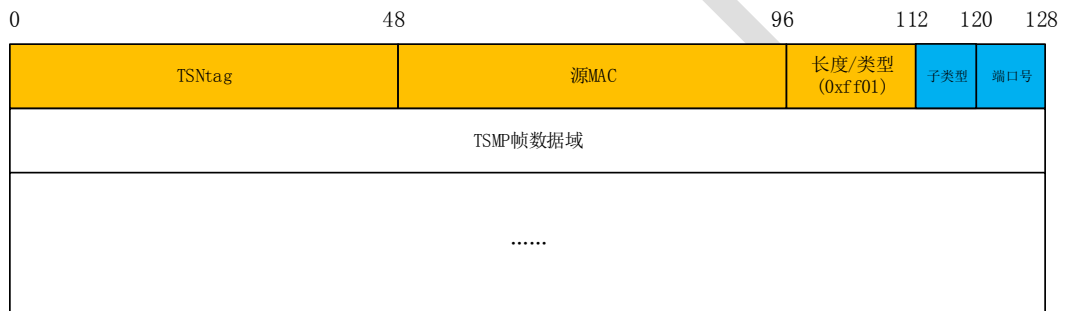 0 48 96 112 120 128
TSNtag 源MAC 长度/类型 子类型 端口号
(0xff01)
TSMP帧数据域
......